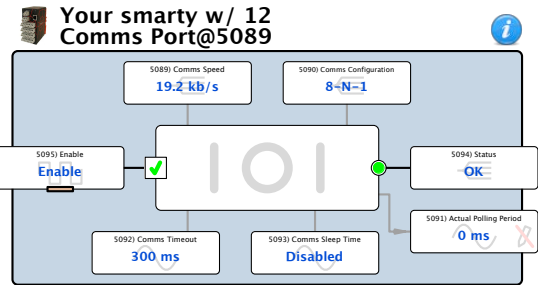 Your smarty w/ 12
Comms Port@5089
5089) Comms Speed
19.2 kb/s
5090) Comms Configuration
8-N-1
5095) Enable
Enable
IOI
5094) Status
OK
5091) Actual Polling Period
0 ms
5092) Comms Timeout
300 ms
5093) Comms Sleep Time
Disabled